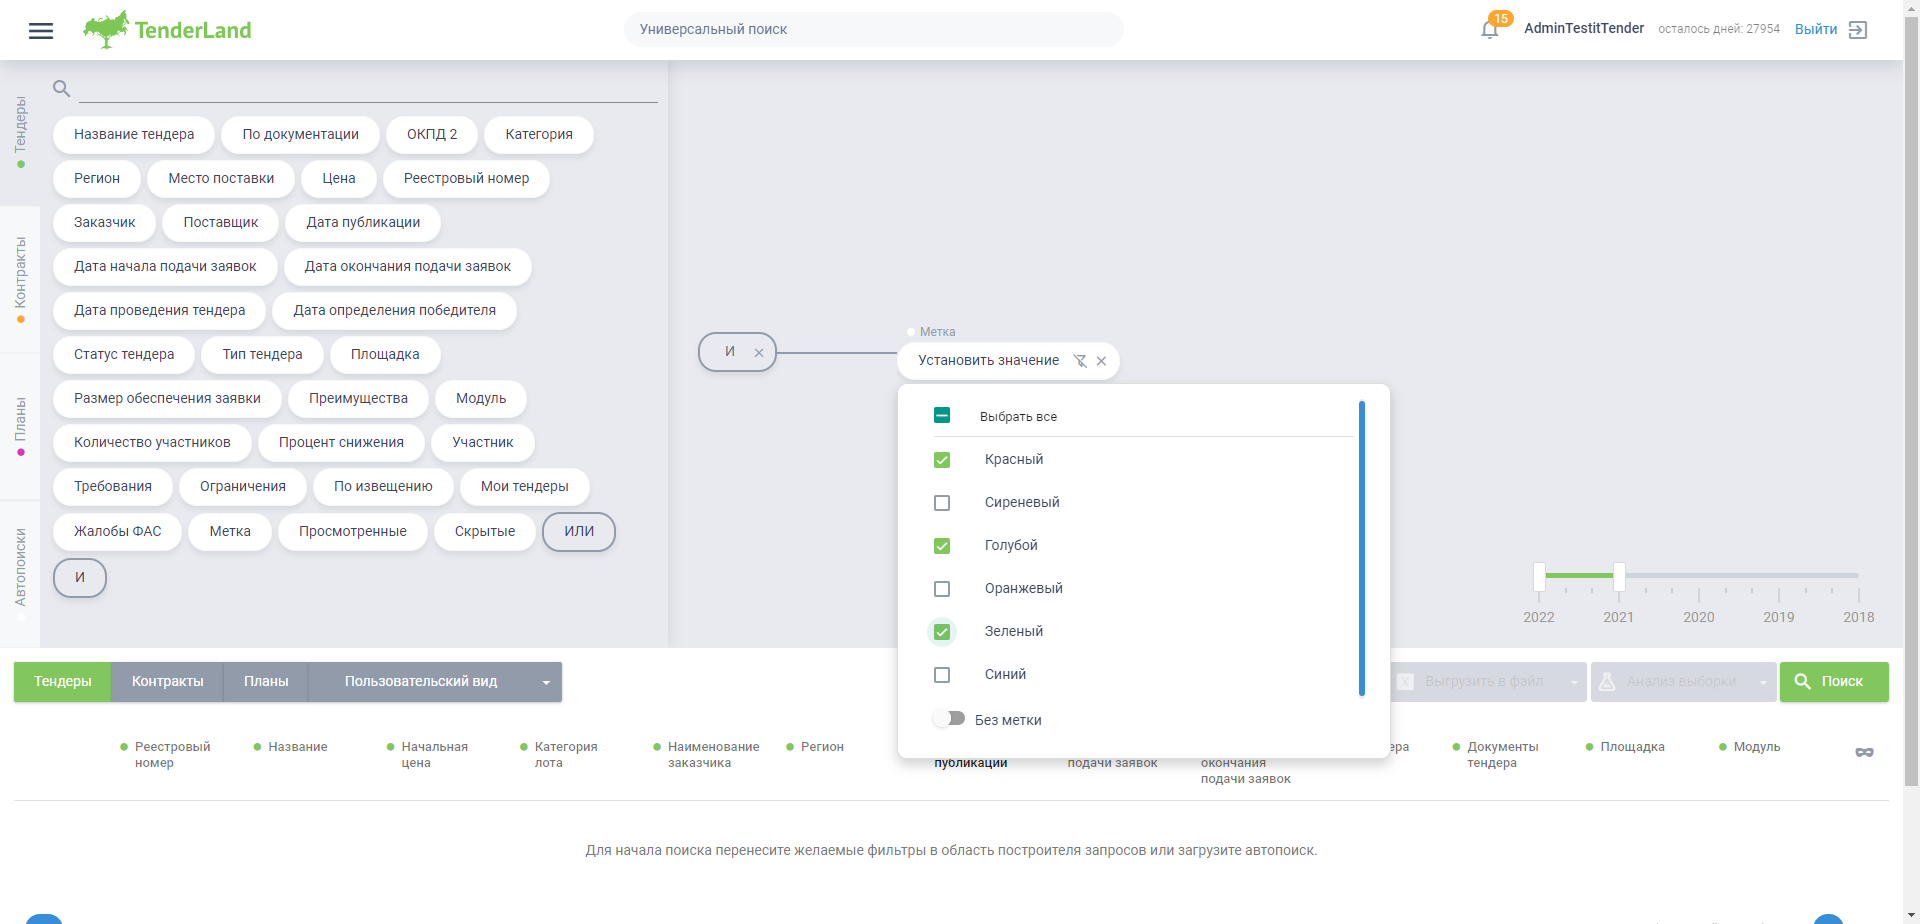 TenderLand
Универсальный поиск
15
AdminTestitTender
осталось дней: 27954
Выйти
Тендеры
Контракты
Планы
Автопоиски
Название тендера
По документации
ОКПД 2
Категория
Регион
Место поставки
Цена
Реестровый номер
Заказчик
Поставщик
Дата публикации
Дата начала подачи заявок
Дата окончания подачи заявок
Дата проведения тендера
Дата определения победителя
Статус тендера
Тип тендера
Площадка
Размер обеспечения заявки
Преимущества
Модуль
Количество участников
Процент снижения
Участник
Требования
Ограничения
По извещению
Мои тендеры
Жалобы ФАС
Метка
Просмотренные
Скрытые
ИЛИ
И
И
Метка
Установить значение
Выбрать все
Красный
Сиреневый
Голубой
Оранжевый
Зеленый
Синий
Без метки
2022
2021
2020
2019
2018
Тендеры
Контракты
Планы
Пользовательский вид
Выгрузить в файл
Анализ выборки
Поиск
Реестровый
номер
Название
Начальная
цена
Категория
лота
Наименование
заказчика
Регион
публикации
подачи заявок
окончания
подачи заявок
ера
Документы
тендера
Площадка
Модуль
Для начала поиска перенесите желаемые фильтры в область построителя запросов или загрузите автопоиск.